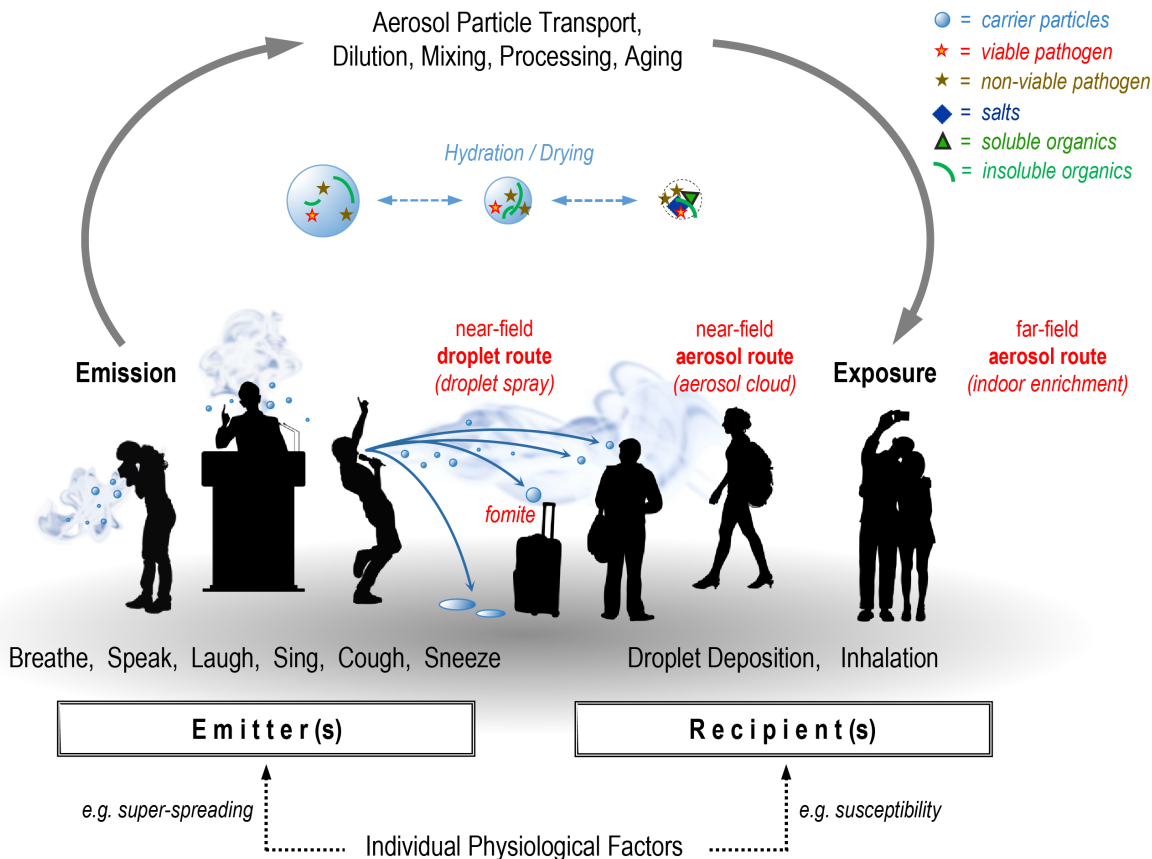 Aerosol Particle Transport,
Dilution, Mixing, Processing, Aging
= carrier particles
= viable pathogen
= non-viable pathogen
= salts
= soluble organics
= insoluble organics
Hydration / Drying
Emission
near-field
droplet route
(droplet spray)
near-field
aerosol route
(aerosol cloud)
Exposure
far-field
aerosol route
(indoor enrichment)
fomite
Breathe, Speak, Laugh, Sing, Cough, Sneeze
Droplet Deposition, Inhalation
Emitter(s)
Recipient(s)
e.g. super-spreading
e.g. susceptibility
Individual Physiological Factors